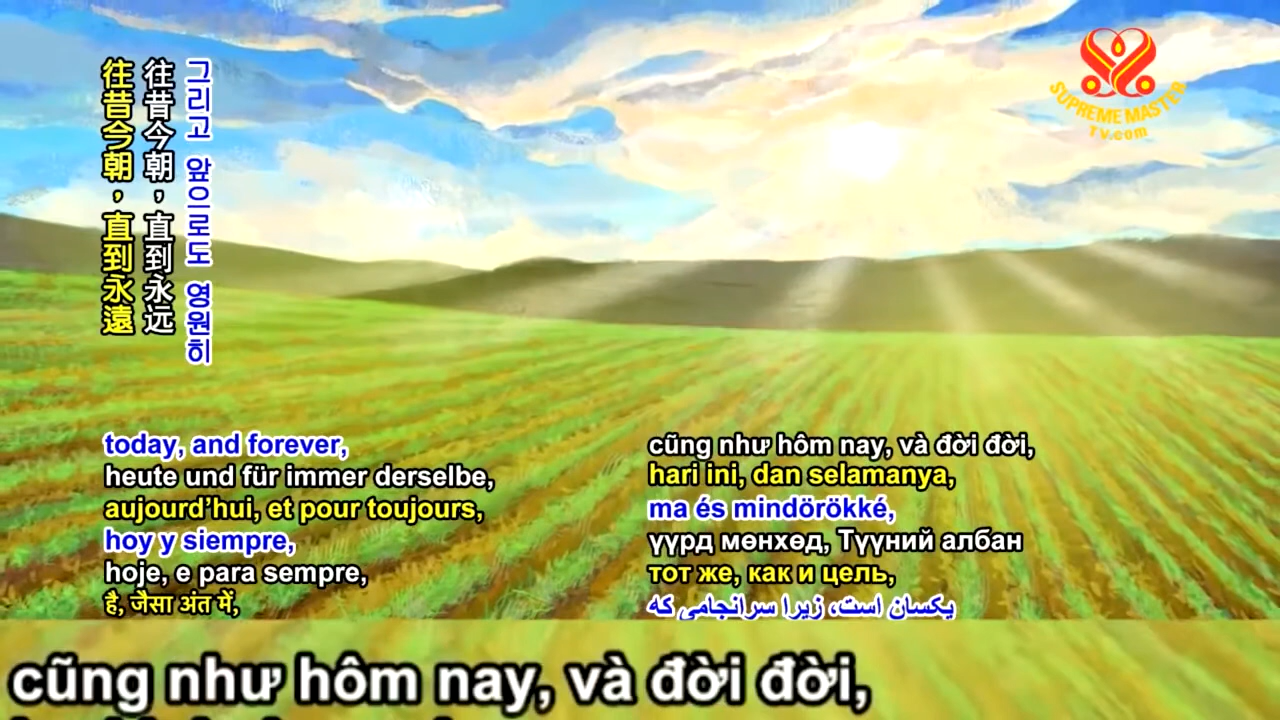 往昔今朝，直到永遠
往昔今朝，直到永远
그리고 앞으로도 영원히
SUPREME MASTER
TV.com
today, and forever,
heute und für immer derselbe,
aujourd'hui, et pour toujours,
hoy y siempre,
hoje, e para sempre,
है, जैसा अंत में,
cũng như hôm nay, và đời đời,
hari ini, dan selamanya,
ma és mindörökké,
үүрд мөнхөд, Түүний албан
тот же, как и цель,
یکسان است، زیرا سرانجامی که
cũng như hôm nay, và đời đời,